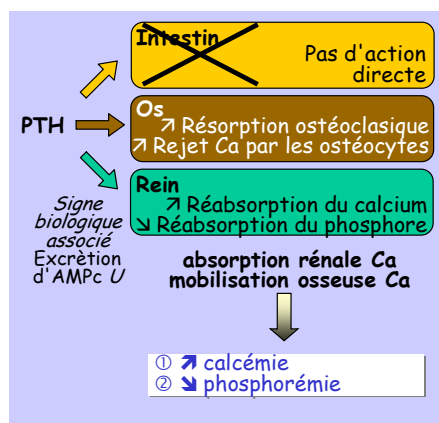 Intestin
Pas d'action
directe
PTH
Os
↗ Résorption ostéoclasique
↗ Rejet Ca par les ostéocytes
Rein
↗ Réabsorption du calcium
↘ Réabsorption du phosphore
Signe
biologique
associé
Excrètion
d'AMPc U
absorption rénale Ca
mobilisation osseuse Ca
① ↗ calcémie
② ↘ phosphorémie